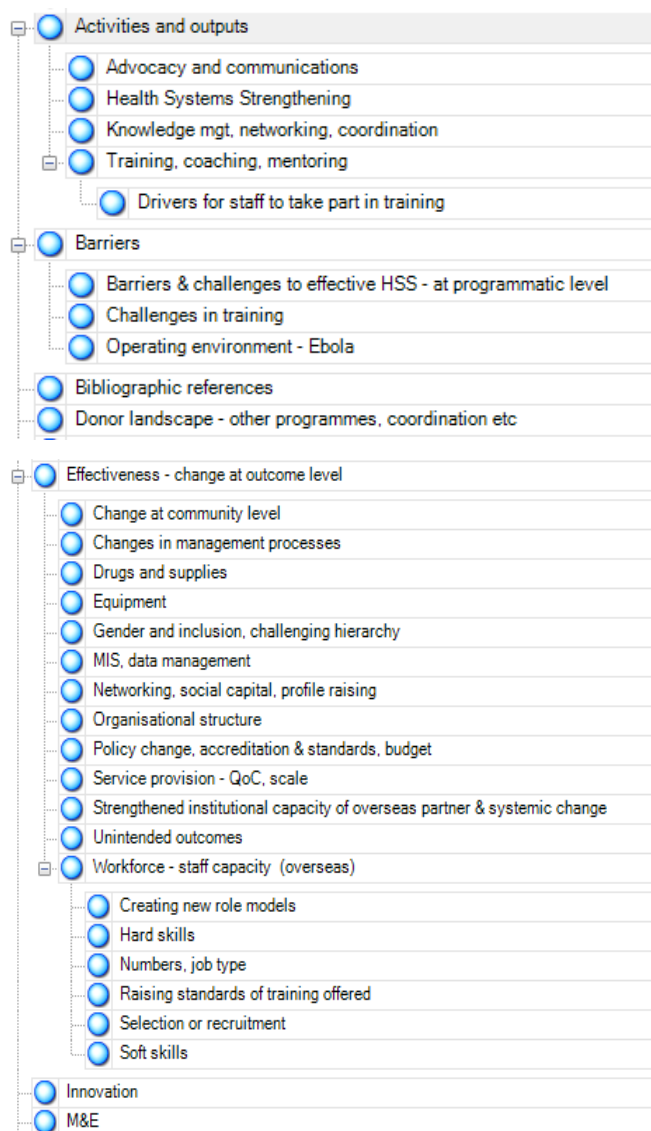 Activities and outputs
Advocacy and communications
Health Systems Strengthening
Knowledge mgt, networking, coordination
Training, coaching, mentoring
Drivers for staff to take part in training
Barriers
Barriers & challenges to effective HSS - at programmatic level
Challenges in training
Operating environment - Ebola
Bibliographic references
Donor landscape - other programmes, coordination etc
Effectiveness - change at outcome level
Change at community level
Changes in management processes
Drugs and supplies
Equipment
Gender and inclusion, challenging hierarchy
MIS, data management
Networking, social capital, profile raising
Organisational structure
Policy change, accreditation & standards, budget
Service provision - QoC, scale
Strengthened institutional capacity of overseas partner & systemic change
Unintended outcomes
Workforce - staff capacity (overseas)
Creating new role models
Hard skills
Numbers, job type
Raising standards of training offered
Selection or recruitment
Soft skills
Innovation
M&E